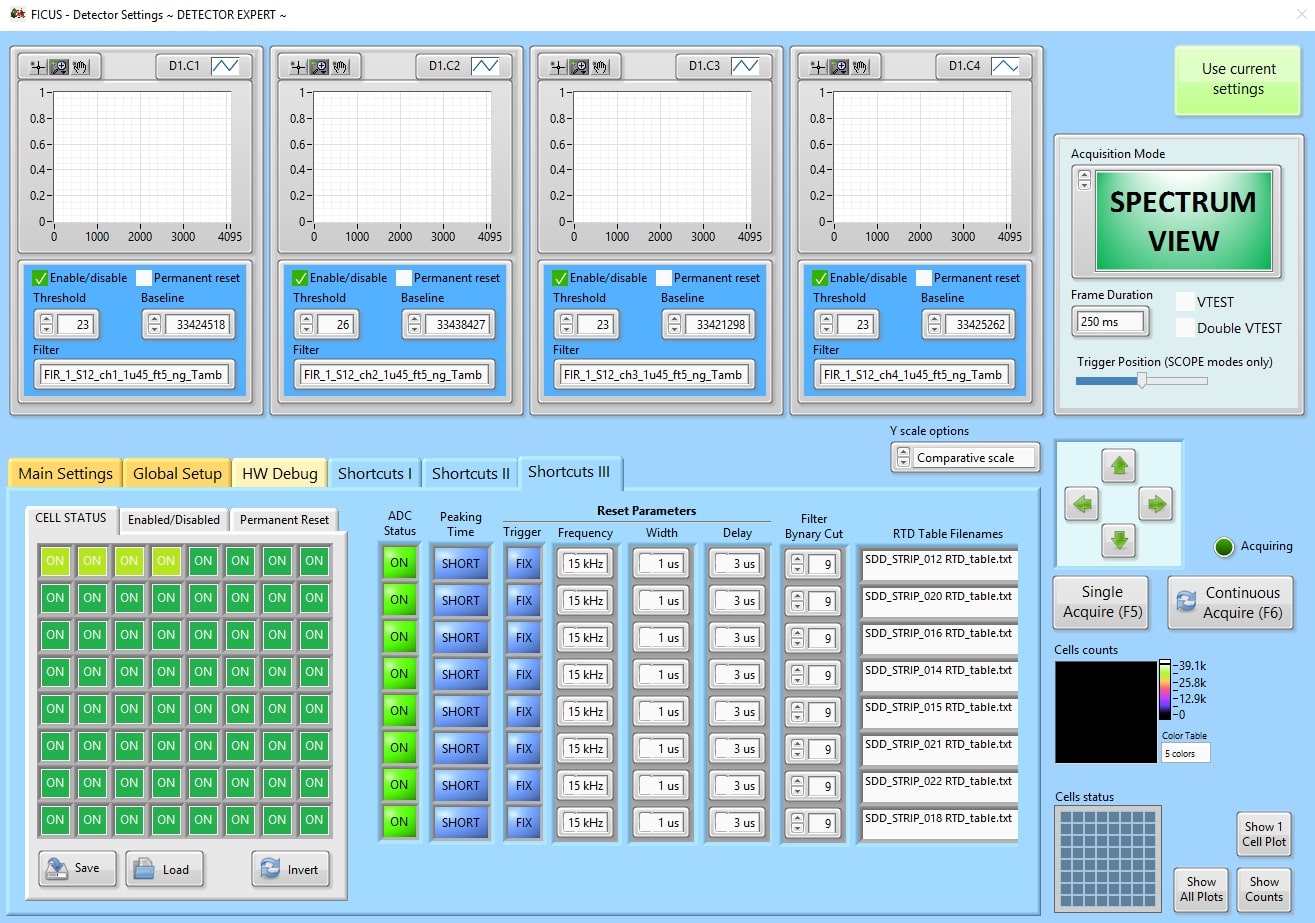 FICUS - Detector Settings ~ DETECTOR EXPERT ~
D1.C1
D1.C2
D1.C3
D1.C4
Use current
settings
1 1 1 1
0.8 0.8 0.8 0.8
0.6 0.6 0.6 0.6
0.4 0.4 0.4 0.4
0.2 0.2 0.2 0.2
0 0 0 0
0 1000 2000 3000 4095
0 1000 2000 3000 4095
0 1000 2000 3000 4095
0 1000 2000 3000 4095
Enable/disable Permanent reset
Threshold Baseline
23 33424518
Filter
FIR_1_S12_ch1_1u45_ft5_ng_Tamb
Enable/disable Permanent reset
Threshold Baseline
26 33438427
Filter
FIR_1_S12_ch2_1u45_ft5_ng_Tamb
Enable/disable Permanent reset
Threshold Baseline
23 33421298
Filter
FIR_1_S12_ch3_1u45_ft5_ng_Tamb
Enable/disable Permanent reset
Threshold Baseline
23 33425262
Filter
FIR_1_S12_ch4_1u45_ft5_ng_Tamb
Acquisition Mode
SPECTRUM
VIEW
Frame Duration
250 ms
VTEST
Double VTEST
Trigger Position (SCOPE modes only)
Y scale options
Comparative scale
Main Settings Global Setup HW Debug Shortcuts I Shortcuts II Shortcuts III
CELL STATUS Enabled/Disabled Permanent Reset
ON ON ON ON ON ON ON ON
ON ON ON ON ON ON ON ON
ON ON ON ON ON ON ON ON
ON ON ON ON ON ON ON ON
ON ON ON ON ON ON ON ON
ON ON ON ON ON ON ON ON
ON ON ON ON ON ON ON ON
ON ON ON ON ON ON ON ON
Save Load Invert
Reset Parameters
ADC
Status
Peaking
Time
Trigger Frequency Width Delay
Filter
Bynary Cut
RTD Table Filenames
ON SHORT FIX 15 kHz 1 us 3 us 9 SDD_STRIP_012 RTD_table.txt
ON SHORT FIX 15 kHz 1 us 3 us 9 SDD_STRIP_020 RTD_table.txt
ON SHORT FIX 15 kHz 1 us 3 us 9 SDD_STRIP_016 RTD_table.txt
ON SHORT FIX 15 kHz 1 us 3 us 9 SDD_STRIP_014 RTD_table.txt
ON SHORT FIX 15 kHz 1 us 3 us 9 SDD_STRIP_015 RTD_table.txt
ON SHORT FIX 15 kHz 1 us 3 us 9 SDD_STRIP_021 RTD_table.txt
ON SHORT FIX 15 kHz 1 us 3 us 9 SDD_STRIP_022 RTD_table.txt
ON SHORT FIX 15 kHz 1 us 3 us 9 SDD_STRIP_018 RTD_table.txt
Acquiring
Single
Acquire (F5)
Continuous
Acquire (F6)
Cells counts
39.1k
25.8k
12.9k
0
Color Table
5 colors
Cells status
Show 1
Cell Plot
Show
All Plots
Show
Counts